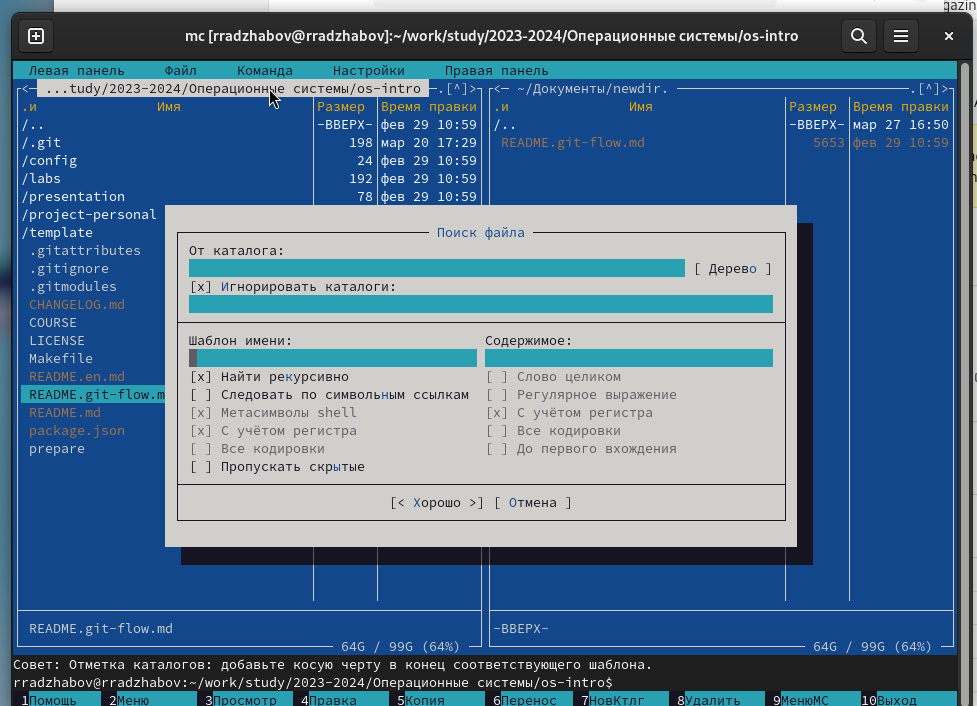 gazin
mc [rradzhabov@rradzhabov]:~/work/study/2023-2024/Операционные системы/os-intro
Левая панель Файл Команда Настройки Правая панель
<— ...tudy/2023-2024/Операционные системы/os-intro —.[^]> <— ~/Документы/newdir. —.[^]>
.и Имя Размер Время правки .и Имя Размер Время правки
/.. -ВВЕРХ- фев 29 10:59 /.. -ВВЕРХ- мар 27 16:50
/.git 198 мар 20 17:29 README.git-flow.md 5653 фев 29 10:59
/config 24 фев 29 10:59
/labs 192 фев 29 10:59
/presentation 78 фев 29 10:59
/project-personal
/template
.gitattributes
.gitignore
.gitmodules
CHANGELOG.md
COURSE
LICENSE
Makefile
README.en.md
README.git-flow.m
README.md
package.json
prepare
Поиск файла
От каталога:
[ Дерево ]
[x] Игнорировать каталоги:
Шаблон имени: Содержимое:
[x] Найти рекурсивно [ ] Слово целиком
[ ] Следовать по символьным ссылкам [ ] Регулярное выражение
[x] Метасимволы shell [x] С учётом регистра
[x] С учётом регистра [ ] Все кодировки
[ ] Все кодировки [ ] До первого вхождения
[ ] Пропускать скрытые
[< Хорошо >] [ Отмена ]
README.git-flow.md -ВВЕРХ-
64G / 99G (64%) 64G / 99G (64%)
Совет: Отметка каталогов: добавьте косую черту в конец соответствующего шаблона.
rradzhabov@rradzhabov:~/work/study/2023-2024/Операционные системы/os-intro$
1Помощь 2Меню 3Просмотр 4Правка 5Копия 6Перенос 7НовКтлг 8Удалить 9МенюMC 10Выход